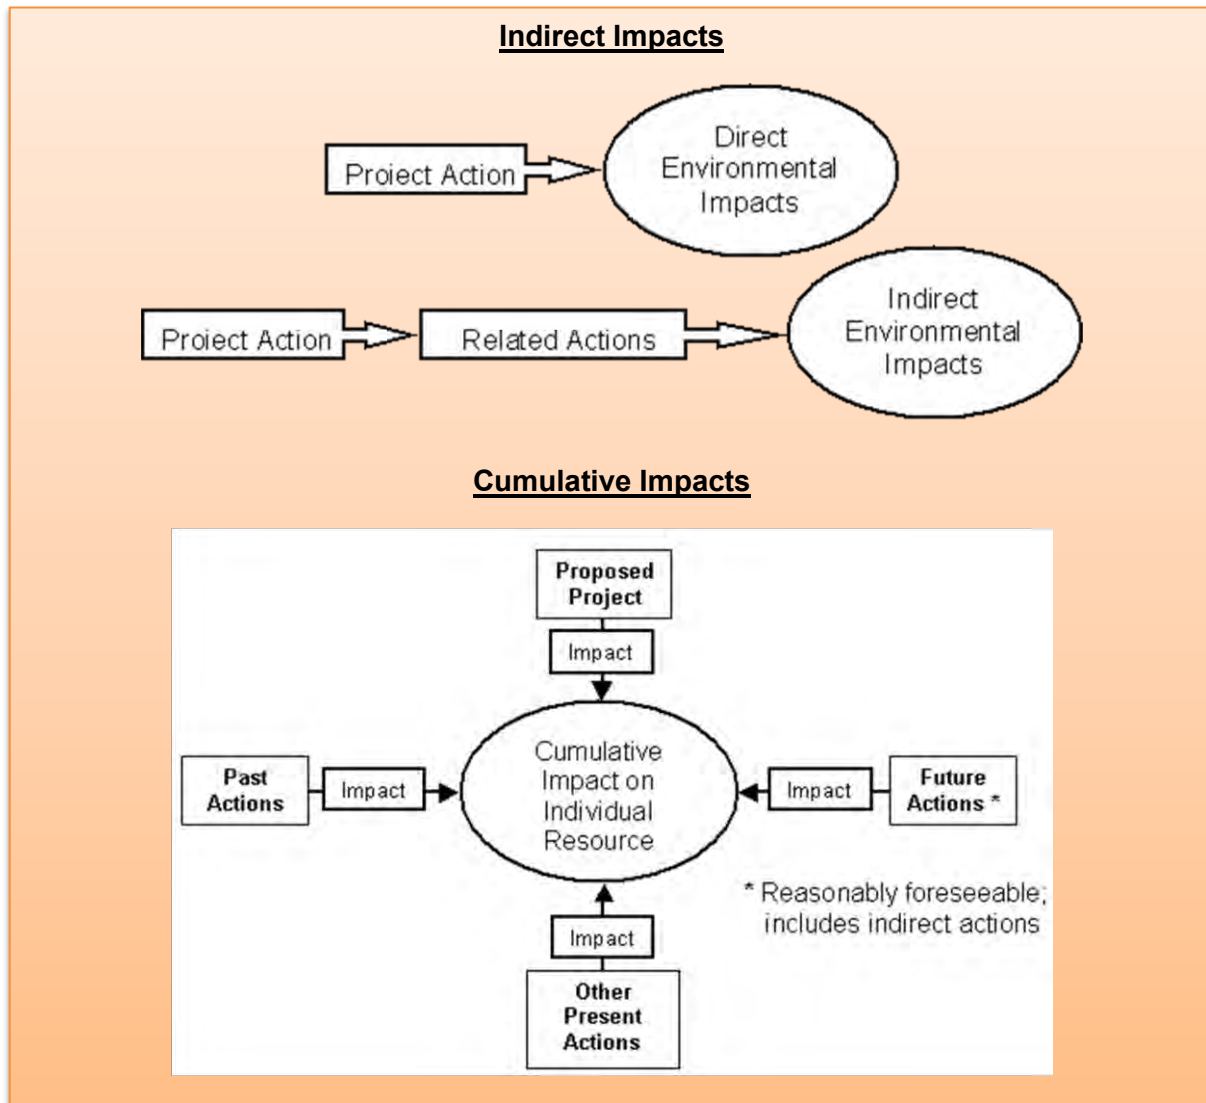 Indirect Impacts
Direct
Environmental
Impacts
Proiect Action
Indirect
Environmental
Impacts
Proiect Action
Related Actions
Cumulative Impacts
Proposed
Project
Impact
Past
Actions
Impact
Cumulative
Impact on
Individual
Resource
Impact
Future
Actions *
* Reasonably foreseeable;
includes indirect actions
Impact
Other
Present
Actions